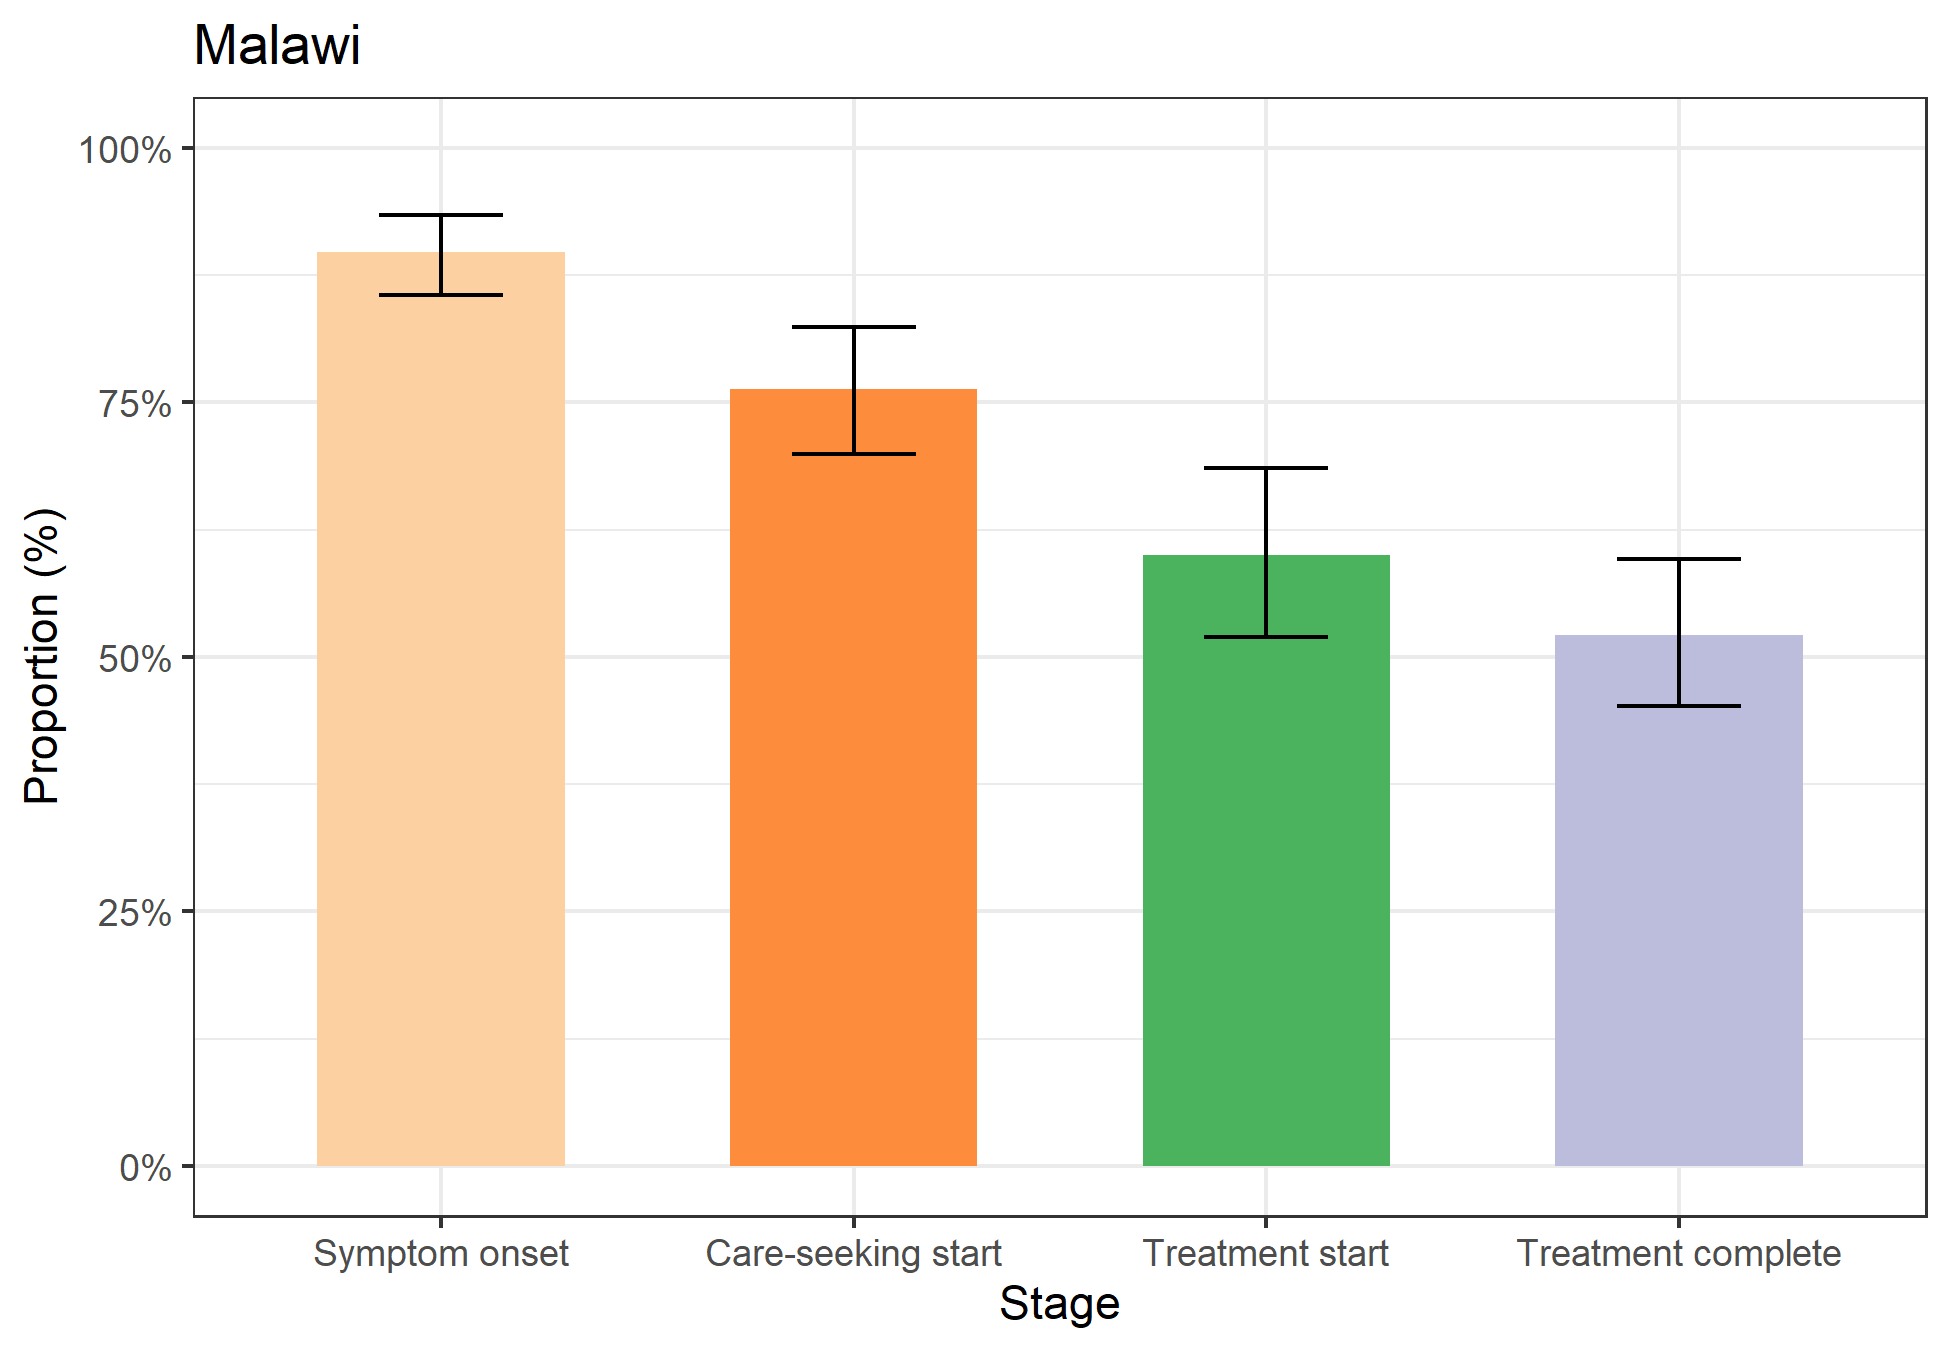 Malawi
100%
75%
50%
25%
0%
Proportion (%)
Symptom onset
Care-seeking start
Treatment start
Treatment complete
Stage